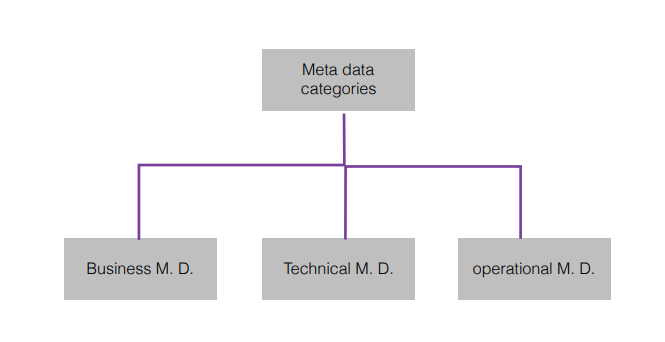 Meta data
categories
Business M. D.
Technical M. D.
operational M. D.